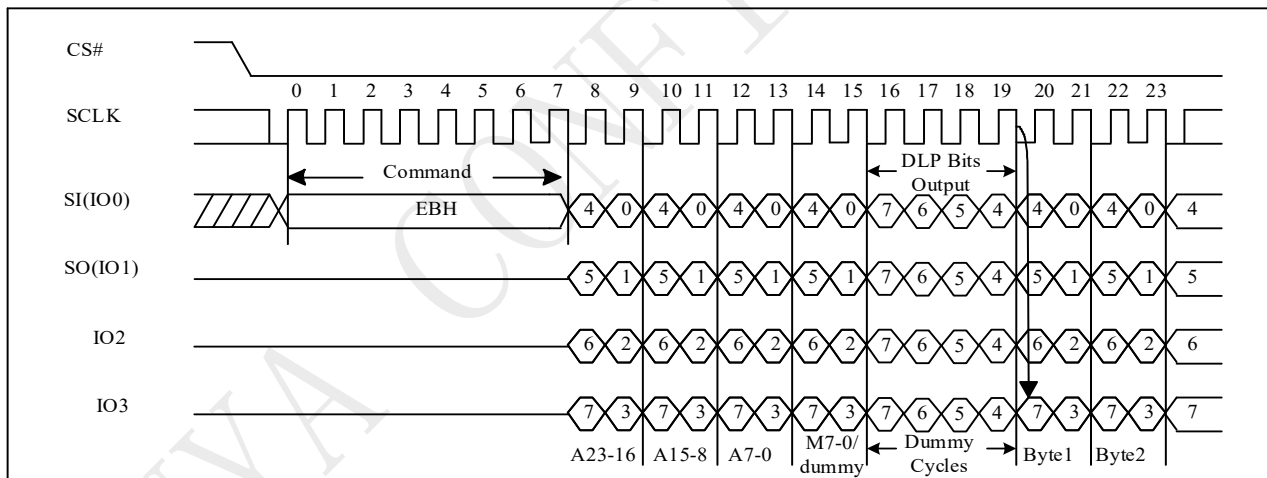 CS#
0 1 2 3 4 5 6 7 8 9 10 11 12 13 14 15 16 17 18 19 20 21 22 23
SCLK
Command
DLP Bits
Output
SI(IO0)
EBH
4 0 4 0 4 0 4 0 7 6 5 4 4 0 4 0 4
SO(IO1)
5 1 5 1 5 1 5 1 7 6 5 4 5 1 5 1 5
IO2
6 2 6 2 6 2 6 2 7 6 5 4 6 2 6 2 6
IO3
7 3 7 3 7 3 7 3 7 6 5 4 7 3 7 3 7
A23-16 A15-8 A7-0 M7-0/
dummy
Dummy
Cycles
Byte1 Byte2